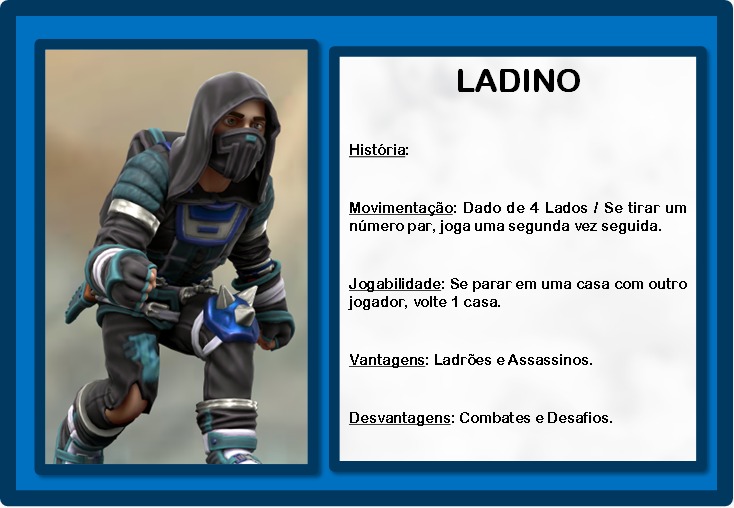 LADINO
História:
Movimentação: Dado de 4 Lados / Se tirar um
número par, joga uma segunda vez seguida.
Jogabilidade: Se parar em uma casa com outro
jogador, volte 1 casa.
Vantagens: Ladrões e Assassinos.
Desvantagens: Combates e Desafios.